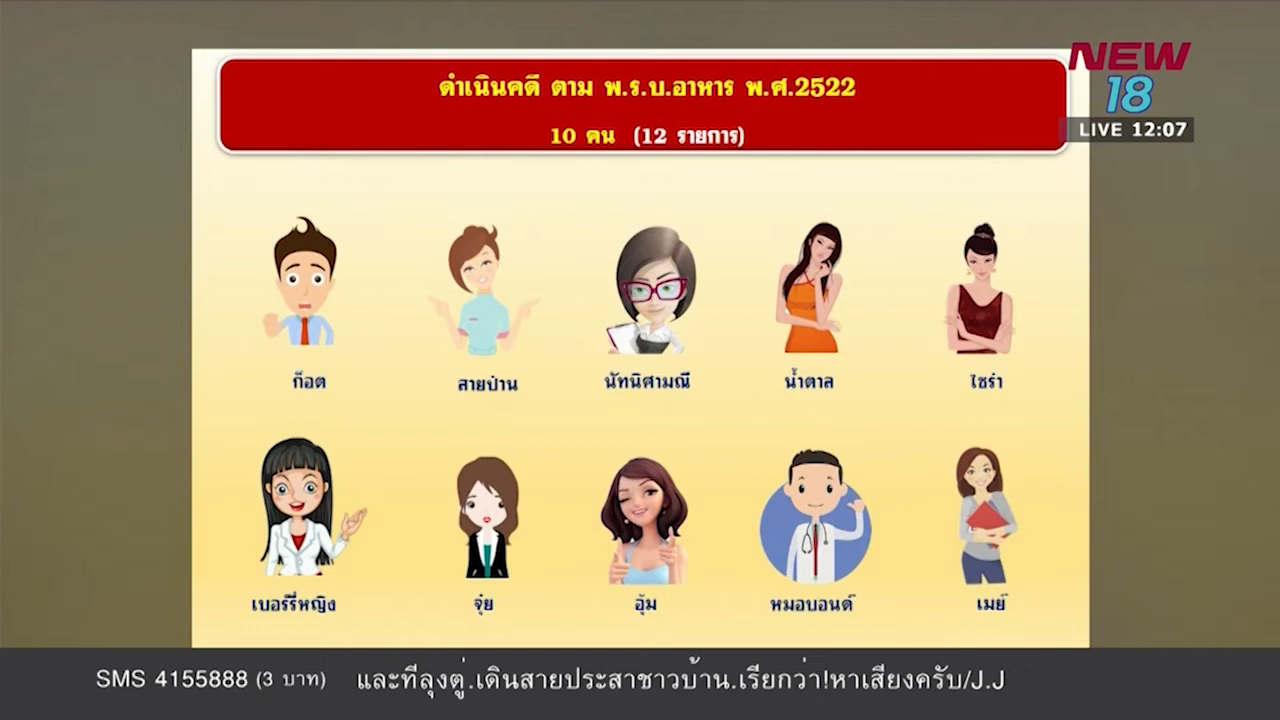 ดำเนินคดี ตาม พ.ร.บ.อาหาร พ.ศ.2522
10 คน (12 รายการ)
NEW
18
LIVE 12:07
ก็อต
สายป่าน
นัทนิศามณี
น้ำตาล
ไซร่า
เบอร์รี่หญิง
จุ๋ย
อุ้ม
หมอบอนด์
เมย์
SMS 4155888 (3 บาท) และทีลุงตู่.เดินสายประสาชาวบ้าน.เรียกว่า!หาเสียงครับ/J.J